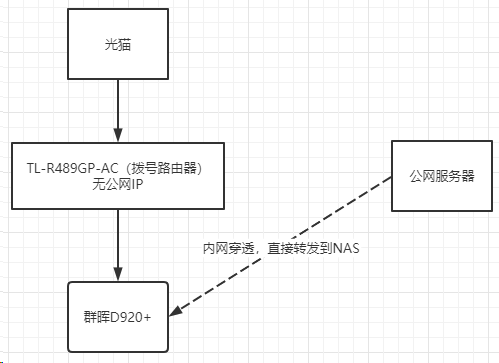 光猫
TL-R489GP-AC（拨号路由器）
无公网IP
公网服务器
内网穿透，直接转发到NAS
群晖D920+